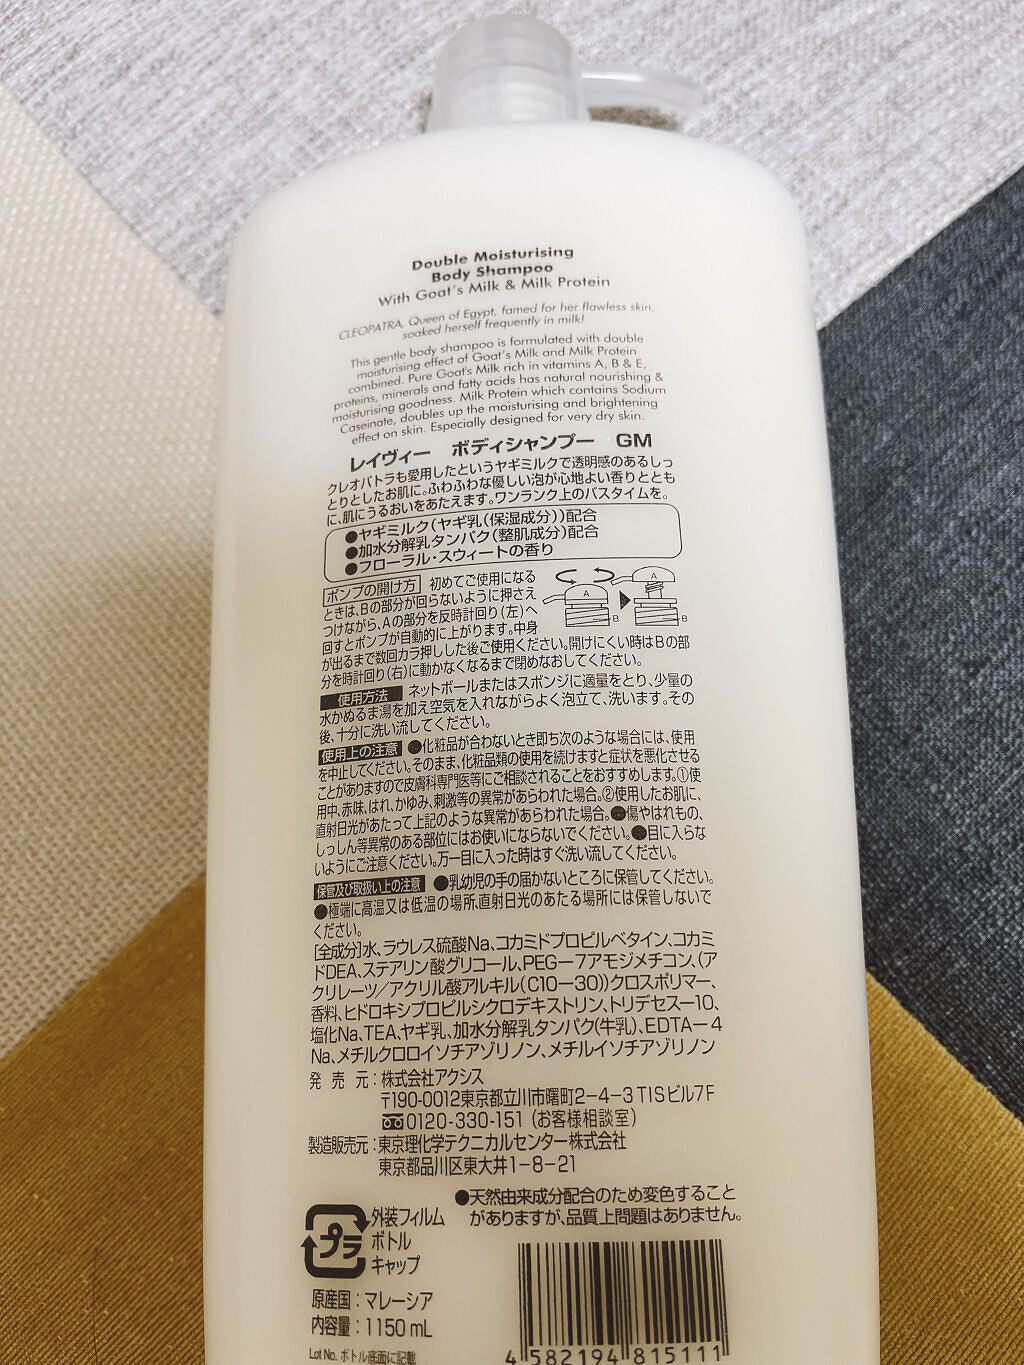 Double Moisturising
Body Shampoo
With Goat's Milk & Milk Protein
CLEOPATRA, Queen of Egypt, famed for her flawless skin,
soaked herself frequently in milk!
This gentle body shampoo is formulated with double
moisturising effect of Goat's Milk and Milk Protein
combined. Pure Goat's Milk rich in vitamins A, B & E,
proteins, minerals and fatty acids has natural nourishing &
moisturising goodness. Milk Protein which contains Sodium
Caseinate, doubles up the moisturising and brightening
effect on skin. Especially designed for very dry skin.
レイヴィー ボディシャンプー GM
クレオパトラも愛用したというヤギミルクで透明感のあるしっ
とりとしたお肌に。ふわふわな優しい泡が心地よい香りととも
に、肌にうるおいをあたえます。ワンランク上のバスタイムを。
●ヤギミルク(ヤギ乳(保湿成分))配合
●加水分解乳タンパク(整肌成分)配合
●フローラル・スウィートの香り
ポンプの開け方 初めてご使用になる
ときは、Bの部分が回らないように押さえ
つけながら、Aの部分を反時計回り(左)へ
回すとポンプが自動的に上がります。中身
が出るまで数回カラ押しした後ご使用ください。開けにくい時はBの部
分を時計回り(右)に動かなくなるまで閉めなおしてください。
A
B
A
B
使用方法 ネットボールまたはスポンジに適量をとり、少量の
水かぬるま湯を加え空気を入れながらよく泡立て、洗います。その
後、十分に洗い流してください。
使用上の注意 ●化粧品が合わないとき即ち次のような場合には、使用
を中止してください。そのまま、化粧品類の使用を続けますと症状を悪化させる
ことがありますので皮膚科専門医等にご相談されることをおすすめします。①使
用中、赤味、はれ、かゆみ、刺激等の異常があらわれた場合。②使用したお肌に、
直射日光があたって上記のような異常があらわれた場合。●傷やはれもの、
しっしん等異常のある部位にはお使いにならないでください。●目に入らな
いようにご注意ください。万一目に入った時はすぐ洗い流してください。
保管及び取扱い上の注意 ●乳幼児の手の届かないところに保管してください。
●極端に高温又は低温の場所、直射日光のあたる場所には保管しないで
ください。
[全成分]水、ラウレス硫酸Na、コカミドプロピルベタイン、コカミ
ドDEA、ステアリン酸グリコール、PEG-7アモジメチコン、(ア
クリレーツ/アクリル酸アルキル(C10-30))クロスポリマー、
香料、ヒドロキシプロピルシクロデキストリン、トリデセス-10、
塩化Na、TEA、ヤギ乳、加水分解乳タンパク(牛乳)、EDTA-4
Na、メチルクロロイソチアゾリノン、メチルイソチアゾリノン
発 売 元:株式会社アクシス
〒190-0012東京都立川市曙町2-4-3 TISビル7F
0120-330-151 (お客様相談室)
製造販売元:東京理化学テクニカルセンター株式会社
東京都品川区東大井1-8-21
●天然由来成分配合のため変色すること
がありますが、品質上問題はありません。
プラ
外装フィルム
ボトル
キャップ
原産国:マレーシア
内容量:1150 mL
Lot No. ボトル底面に記載
4 582194 815111